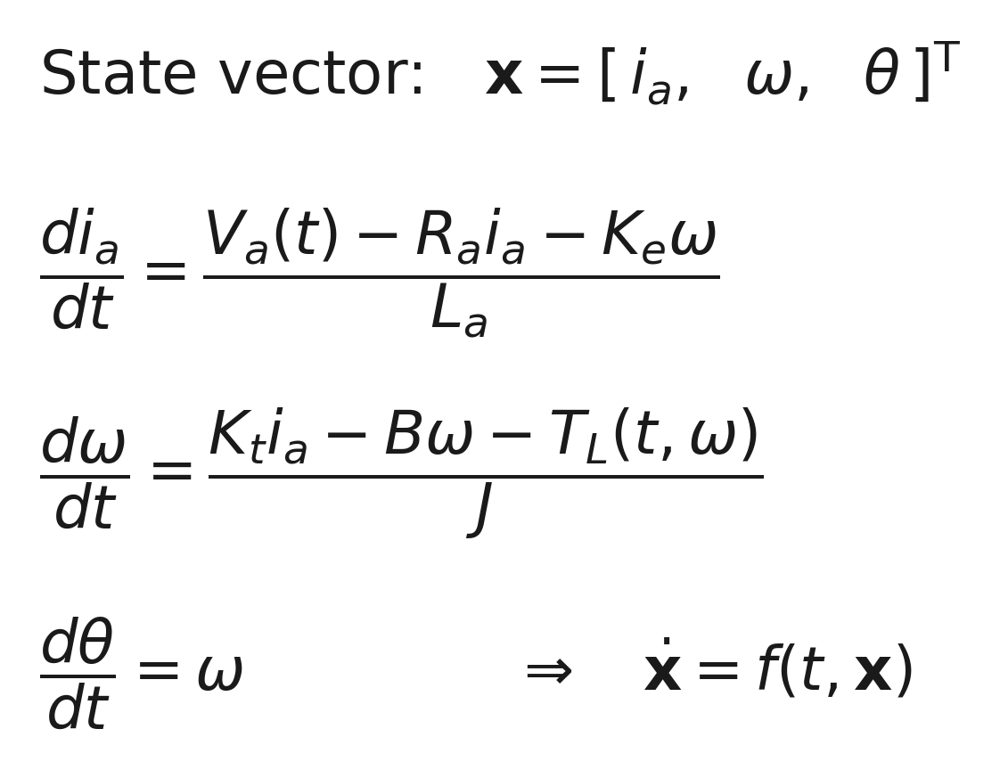 State vector: 𝐱 = [ i_a, ω, θ ]^T
di_a/dt = (V_a(t) − R_a i_a − K_e ω)/L_a
dω/dt = (K_t i_a − Bω − T_L(t, ω))/J
dθ/dt = ω ⇒ 𝐱̇ = f(t, 𝐱)